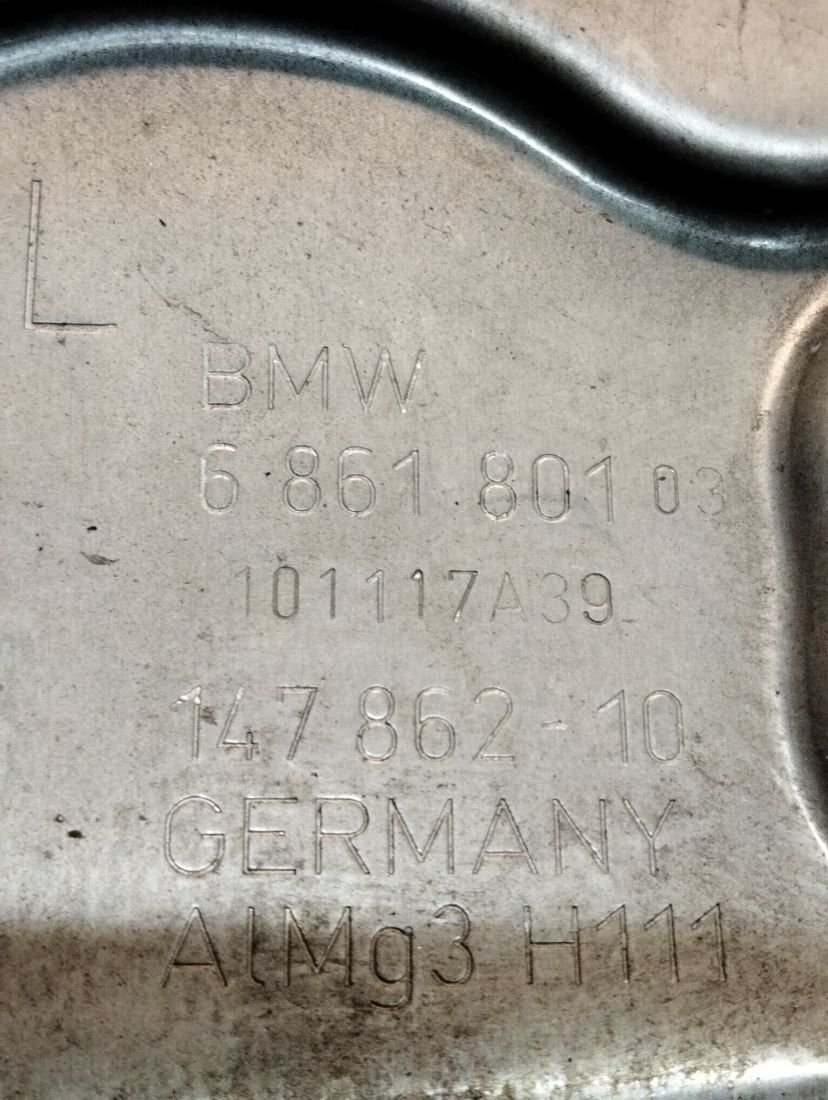 L
BMW
6 861 801 03
101117A39
147 862-10
GERMANY
AlMg3 H111